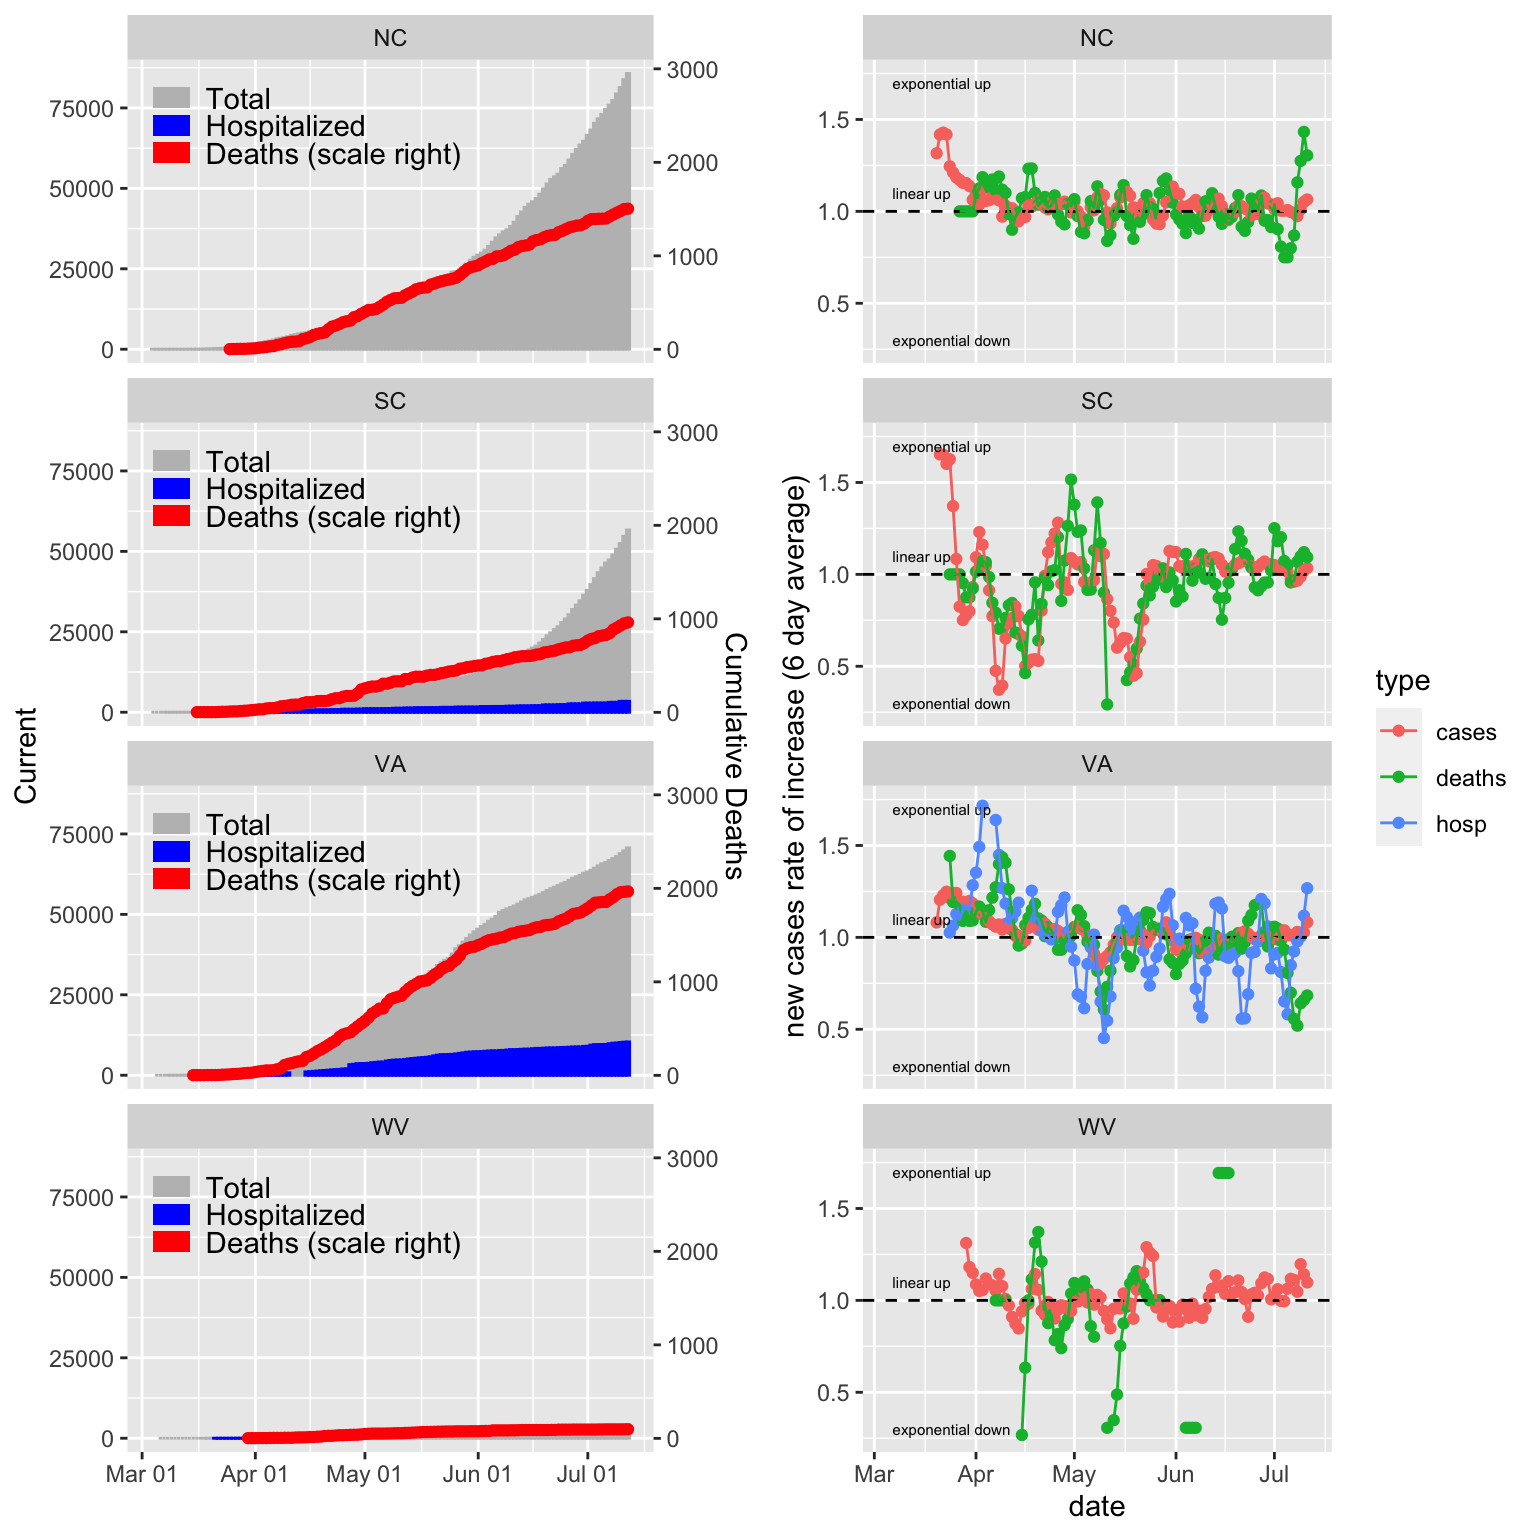 NC
75000
50000
25000
0
Total
Hospitalized
Deaths (scale right)
3000
2000
1000
0
SC
75000
50000
25000
0
Total
Hospitalized
Deaths (scale right)
3000
2000
1000
0
VA
75000
50000
25000
0
Total
Hospitalized
Deaths (scale right)
3000
2000
1000
0
WV
75000
50000
25000
0
Total
Hospitalized
Deaths (scale right)
3000
2000
1000
0
Mar 01 Apr 01 May 01 Jun 01 Jul 01
Current
Cumulative Deaths
NC
1.5
1.0
0.5
exponential up
linear up
exponential down
SC
1.5
1.0
0.5
exponential up
linear up
exponential down
VA
1.5
1.0
0.5
exponential up
linear up
exponential down
WV
1.5
1.0
0.5
exponential up
linear up
exponential down
Mar Apr May Jun Jul
date
new cases rate of increase (6 day average)
type
cases
deaths
hosp